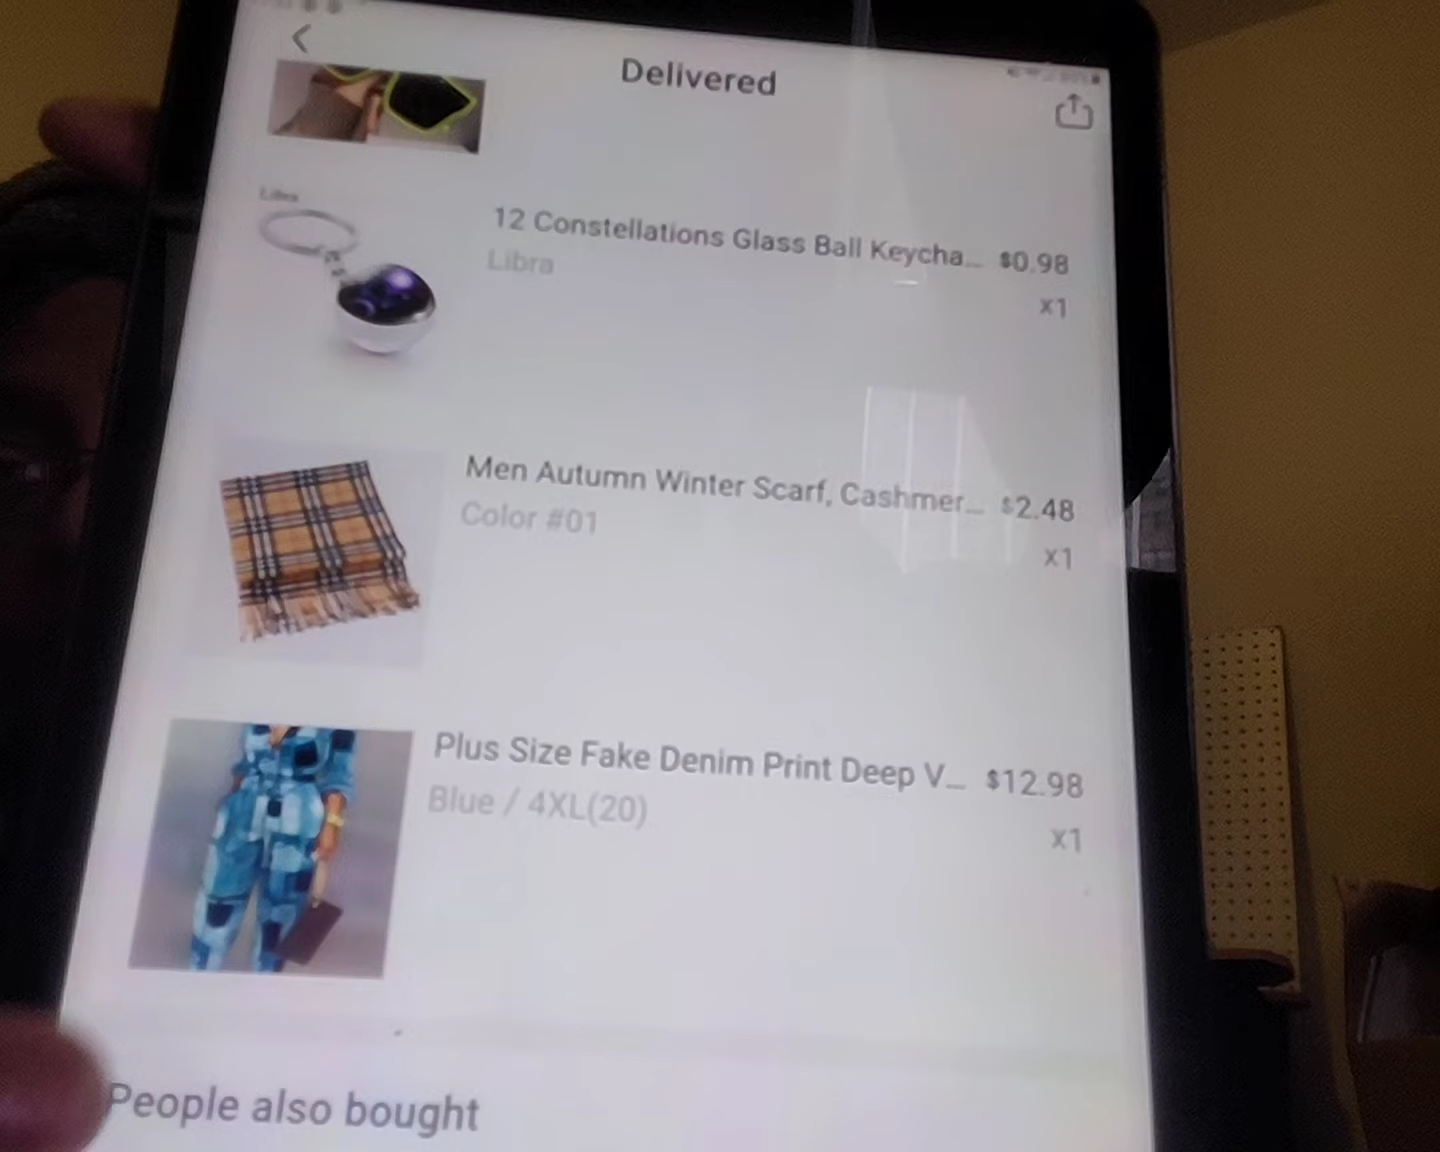 Delivered
Libra
12 Constellations Glass Ball Keycha... $0.98
Libra
x1
Men Autumn Winter Scarf, Cashmer... $2.48
Color #01
x1
Plus Size Fake Denim Print Deep V... $12.98
Blue / 4XL(20)
x1
People also bought